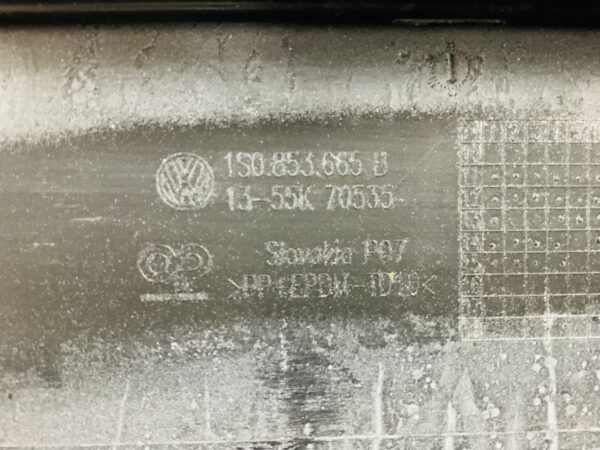 1S0.853.665 B
13-55K 70535
Slovakia P07
>PP+EPDM-TD10<